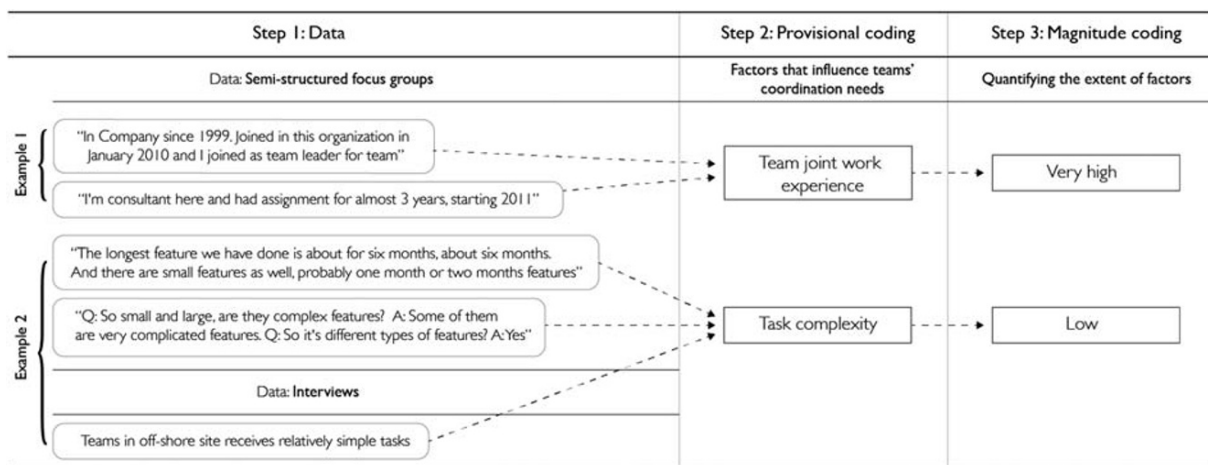 Step 1: Data
Step 2: Provisional coding
Step 3: Magnitude coding
Data: Semi-structured focus groups
Factors that influence teams'
coordination needs
Quantifying the extent of factors
Example 1
"In Company since 1999. Joined in this organization in
January 2010 and I joined as team leader for team"
"I'm consultant here and had assignment for almost 3 years, starting 2011"
Team joint work
experience
Very high
Example 2
"The longest feature we have done is about for six months, about six months.
And there are small features as well, probably one month or two months features"
"Q: So small and large, are they complex features? A: Some of them
are very complicated features. Q: So it's different types of features? A: Yes"
Task complexity
Low
Data: Interviews
Teams in off-shore site receives relatively simple tasks